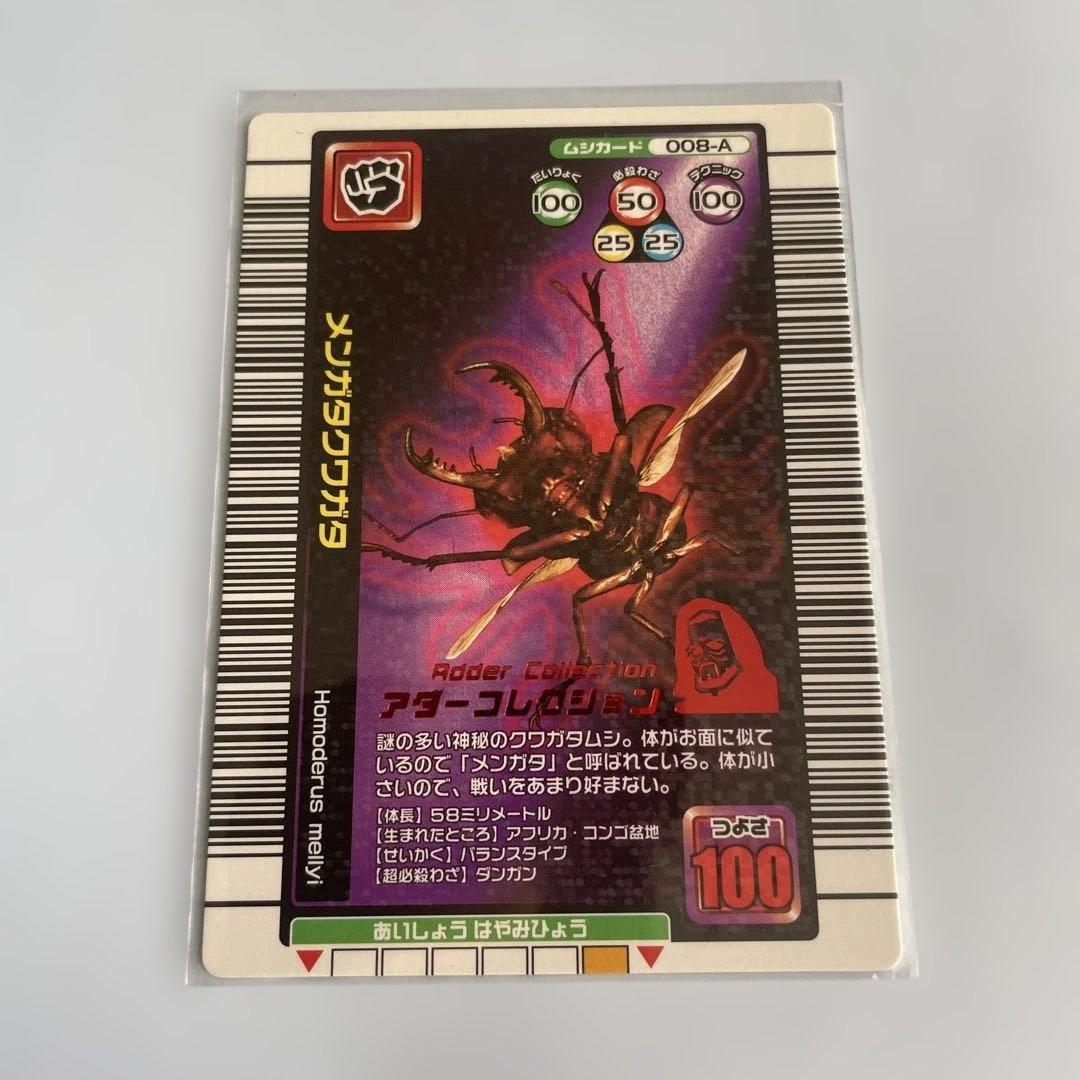 ムシカード 008-A
たいりょく 必殺わざ テクニック
100 50 100
25 25
メンガタクワガタ
Homoderus mellyi
Adder Collection
アダーコレクション
謎の多い神秘のクワガタムシ。体がお面に似て
いるので「メンガタ」と呼ばれている。体が小
さいので、戦いをあまり好まない。
【体長】58ミリメートル
【生まれたところ】アフリカ・コンゴ盆地
【せいかく】バランスタイプ
【超必殺わざ】ダンガン
つよさ
100
あいしょう はやみひょう